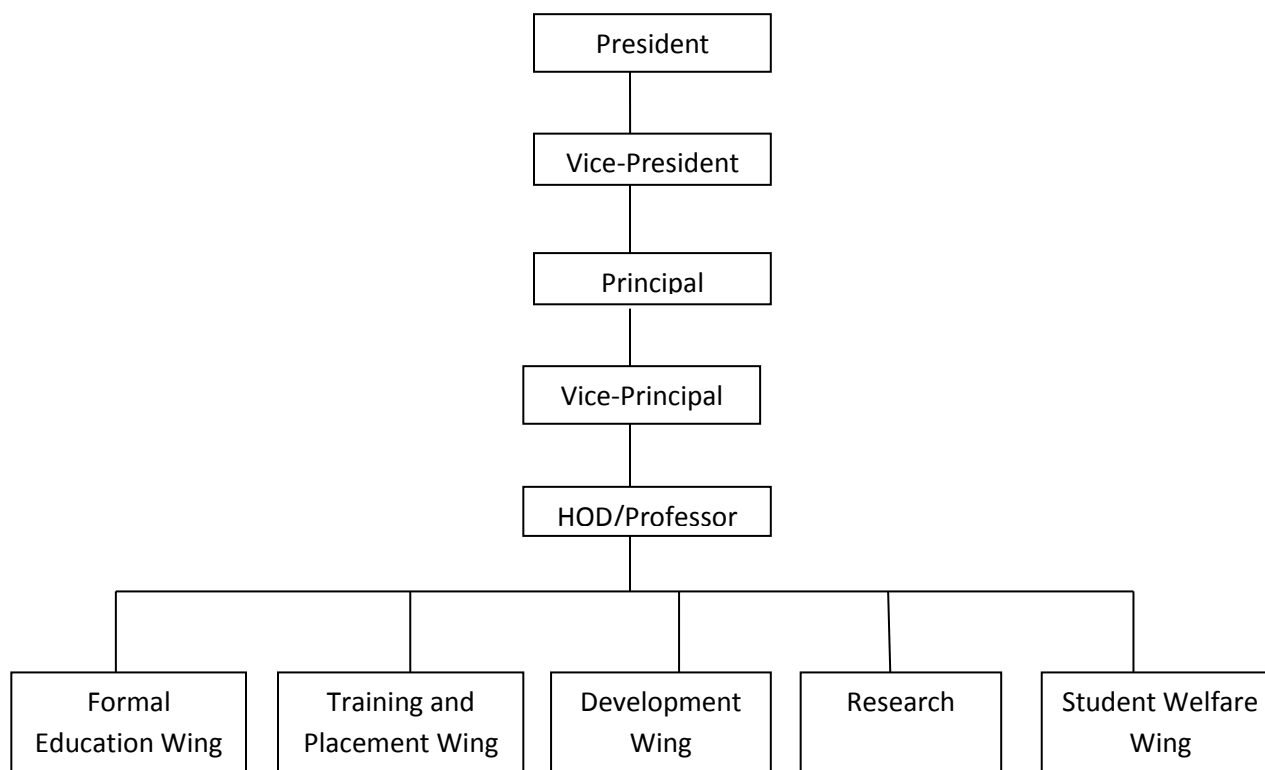 President
Vice-President
Principal
Vice-Principal
HOD/Professor
Formal
Education Wing
Training and
Placement Wing
Development
Wing
Research
Student Welfare
Wing